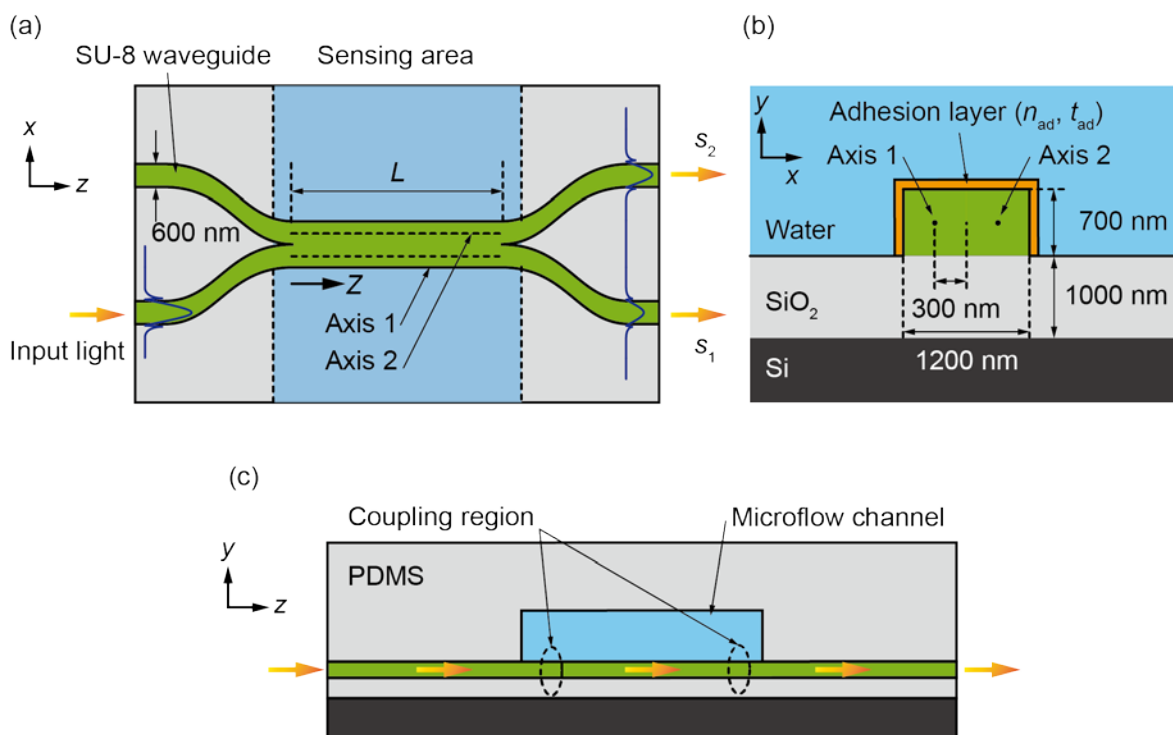 (a)
SU-8 waveguide
Sensing area
x
z
L
600 nm
Z
Axis 1
Axis 2
Input light
s2
s1
(b)
y
x
Adhesion layer (nad, tad)
Axis 1
Axis 2
Water
700 nm
SiO2
300 nm
1000 nm
1200 nm
Si
(c)
Coupling region
Microflow channel
y
z
PDMS